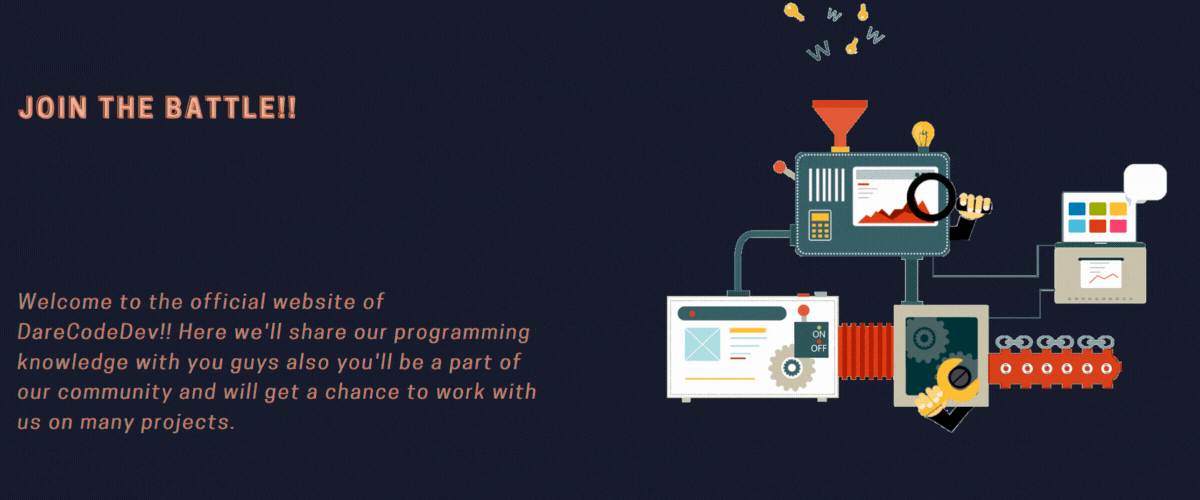 JOIN THE BATTLE!!
Welcome to the official website of
DareCodeDev!! Here we'll share our programming
knowledge with you guys also you'll be a part of
our community and will get a chance to work with
us on many projects.
W
W
W
ON
OFF